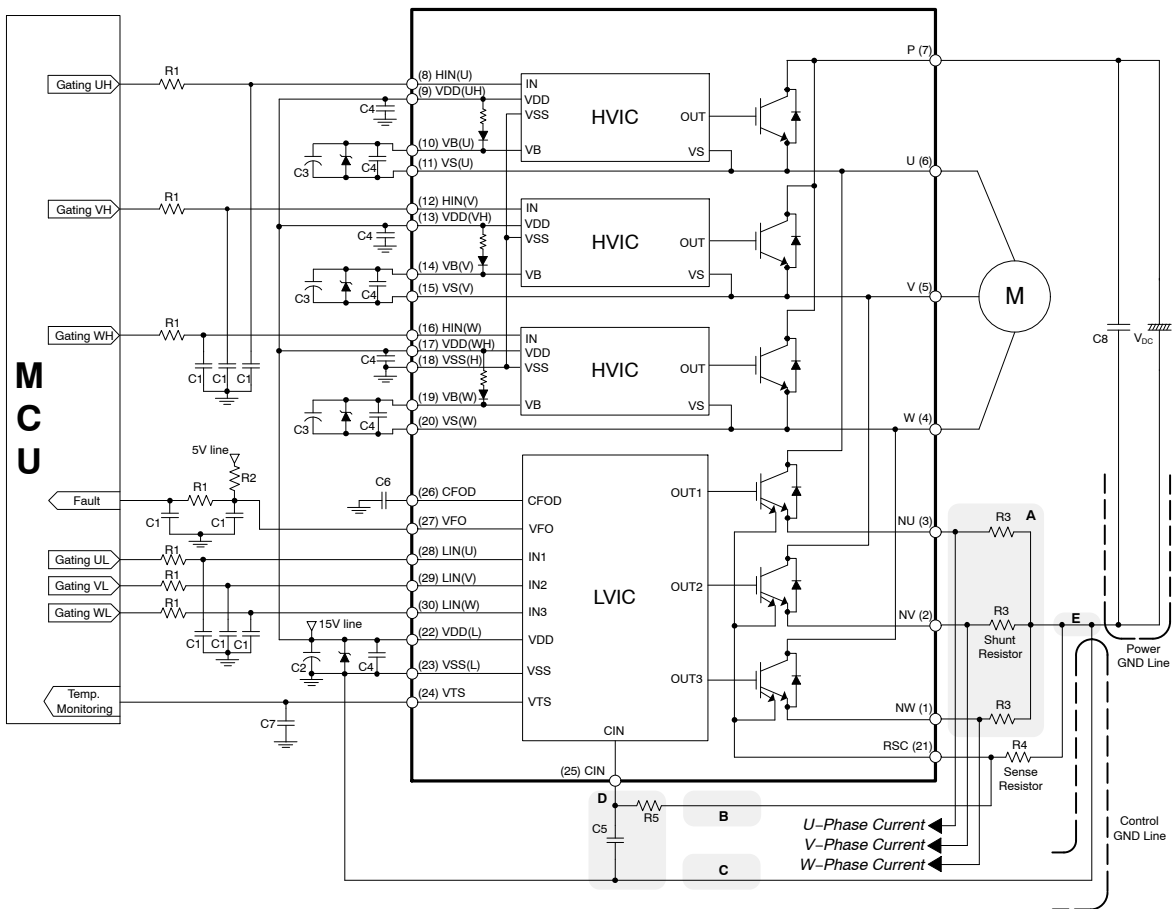 MCU
Gating UH
R1
Gating VH
R1
Gating WH
R1
C1 C1 C1
5V line
R2
Fault
R1
C1 C1
Gating UL
R1
Gating VL
R1
Gating WL
R1
C1 C1 C1
15V line
C2 C4
Temp.
Monitoring
C7
C6
C4
C3 C4
C4
C3 C4
C4
C3 C4
(8) HIN(U)
(9) VDD(UH)
(10) VB(U)
(11) VS(U)
(12) HIN(V)
(13) VDD(VH)
(14) VB(V)
(15) VS(V)
(16) HIN(W)
(17) VDD(WH)
(18) VSS(H)
(19) VB(W)
(20) VS(W)
(26) CFOD
(27) VFO
(28) LIN(U)
(29) LIN(V)
(30) LIN(W)
(22) VDD(L)
(23) VSS(L)
(24) VTS
(25) CIN
IN
VDD
VSS
VB
HVIC
OUT
VS
IN
VDD
VSS
VB
HVIC
OUT
VS
IN
VDD
VSS
VB
HVIC
OUT
VS
CFOD
VFO
IN1
IN2
IN3
VDD
VSS
VTS
LVIC
OUT1
OUT2
OUT3
CIN
P (7)
U (6)
V (5)
W (4)
NU (3)
NV (2)
NW (1)
RSC (21)
M
C8
VDC
R3
A
R3
Shunt
Resistor
R3
E
R4
Sense
Resistor
Power
GND Line
D
R5
C5
B
C
U−Phase Current
V−Phase Current
W−Phase Current
Control
GND Line